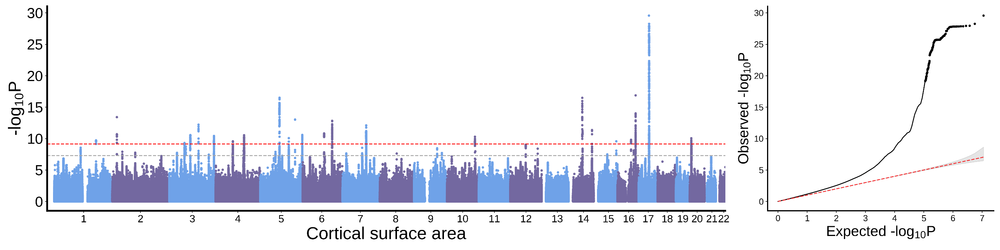 30
25
20
15
10
5
0
-log10P
1 2 3 4 5 6 7 8 9 10 11 12 13 14 15 16 17 18 19 20 21 22
Cortical surface area
30
25
20
15
10
5
0
Observed -log10P
0 1 2 3 4 5 6 7
Expected -log10P